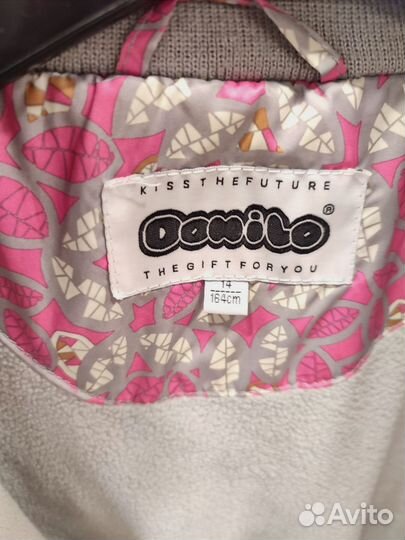 KISSTHEFUTURE
Danilo®
THEGIFTFORYOU
14
164cm
Avito